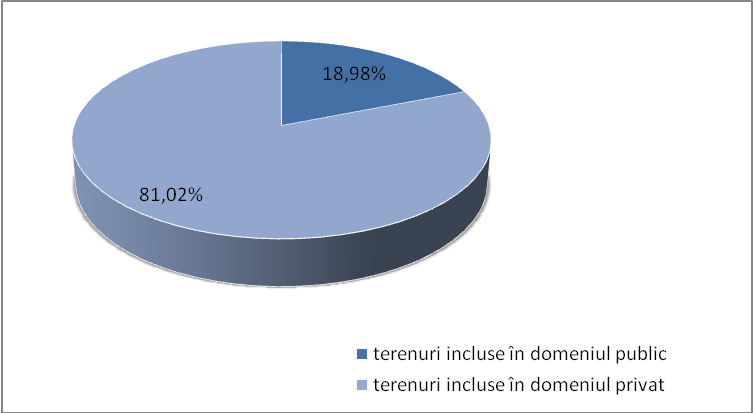 18,98%
81,02%
terenuri incluse în domeniul public
terenuri incluse în domeniul privat